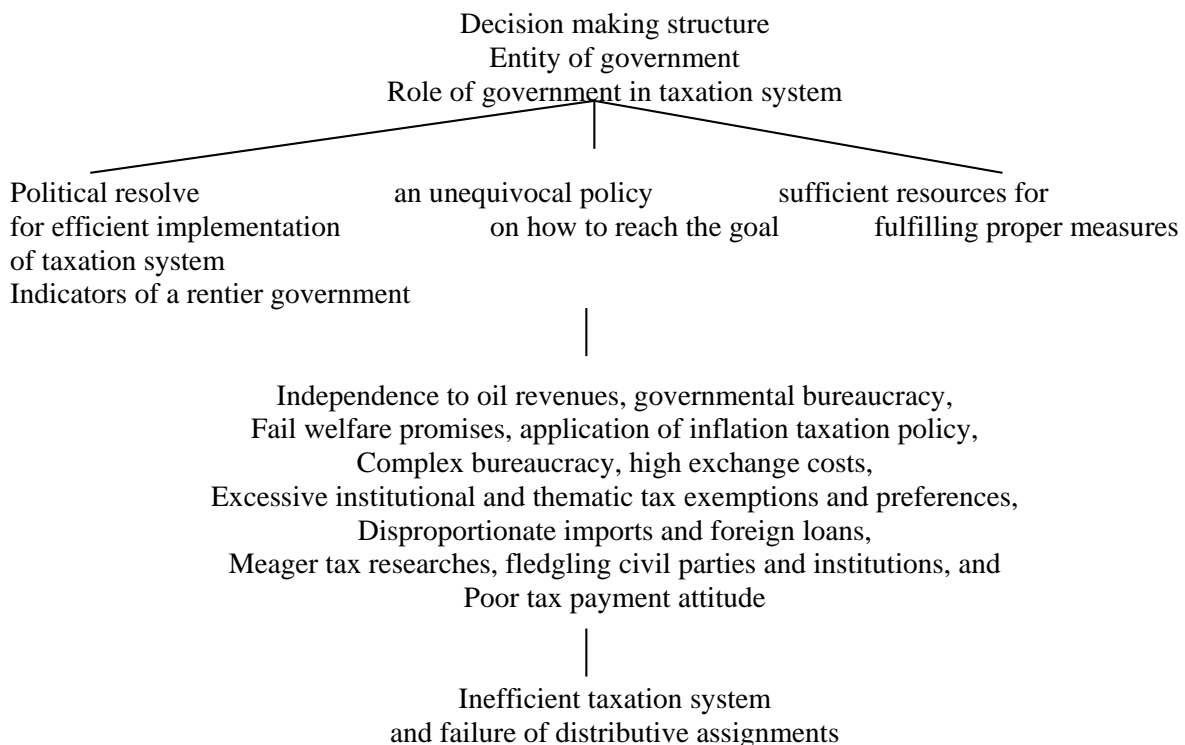 Decision making structure
Entity of government
Role of government in taxation system
Political resolve an unequivocal policy sufficient resources for
for efficient implementation on how to reach the goal fulfilling proper measures
of taxation system
Indicators of a rentier government
Independence to oil revenues, governmental bureaucracy,
Fail welfare promises, application of inflation taxation policy,
Complex bureaucracy, high exchange costs,
Excessive institutional and thematic tax exemptions and preferences,
Disproportionate imports and foreign loans,
Meager tax researches, fledgling civil parties and institutions, and
Poor tax payment attitude
Inefficient taxation system
and failure of distributive assignments